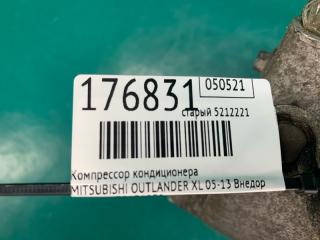 176831
050521
старый 5212221
Компрессор кондиционера
MITSUBISHI OUTLANDER XL 05-13 Внедор